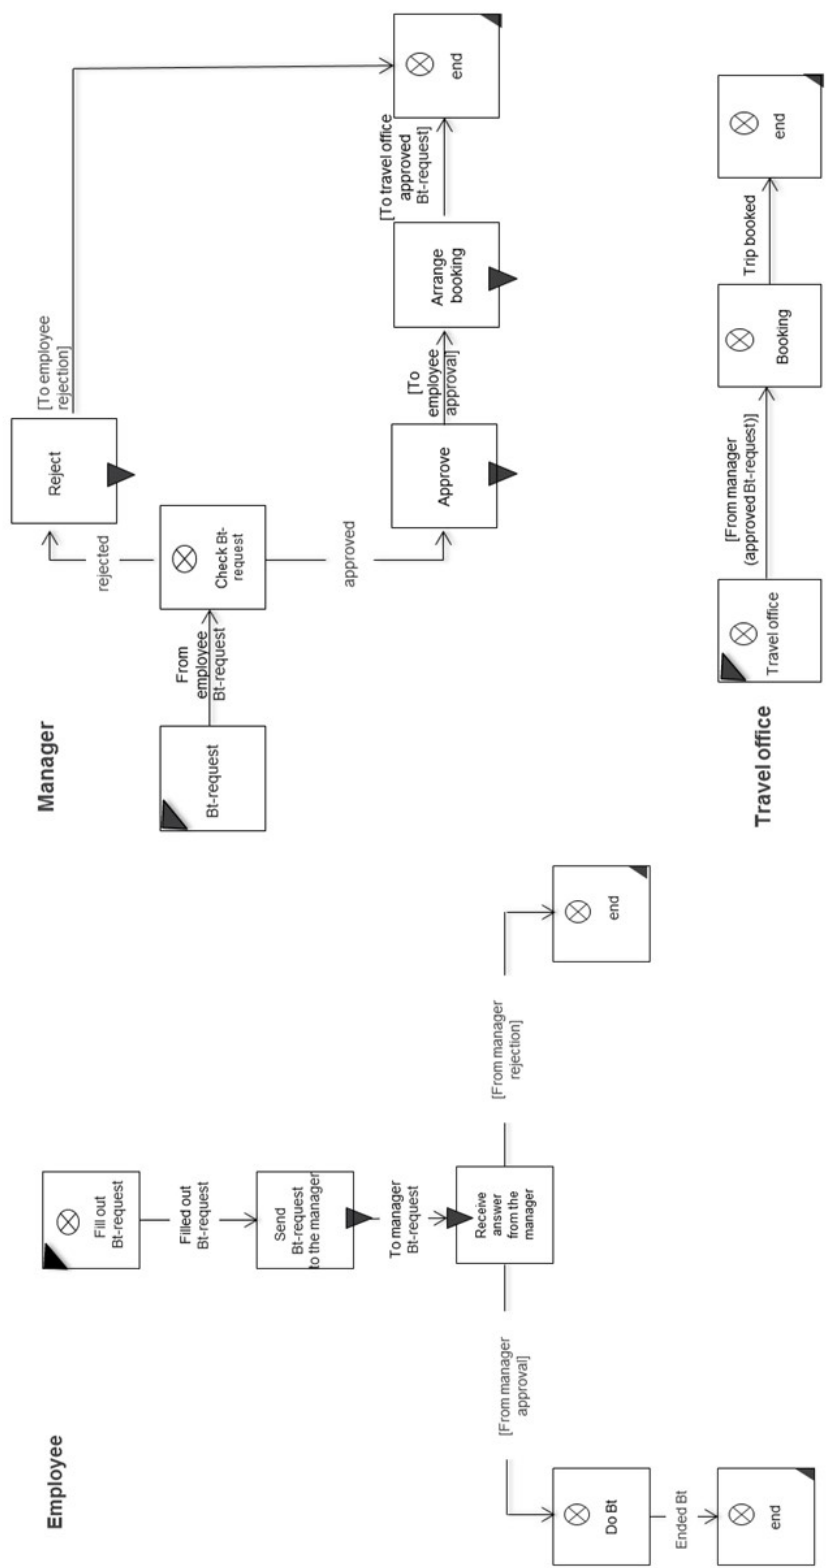 Employee
Fill out
Bt-request
Filled out
Bt-request
Send
Bt-request
to the manager
To manager
Bt-request
Receive
answer
from the
manager
[From manager
approval]
Do Bt
Ended Bt
end
[From manager
rejection]
end
Manager
Bt-request
From
employee
Bt-request
Check Bt-
request
rejected
Reject
[To employee
rejection]
approved
Approve
[To
employee
approval]
Arrange
booking
[To travel office
approved
Bt-request]
end
Travel office
Travel office
[From manager
(approved Bt-request)]
Booking
Trip booked
end